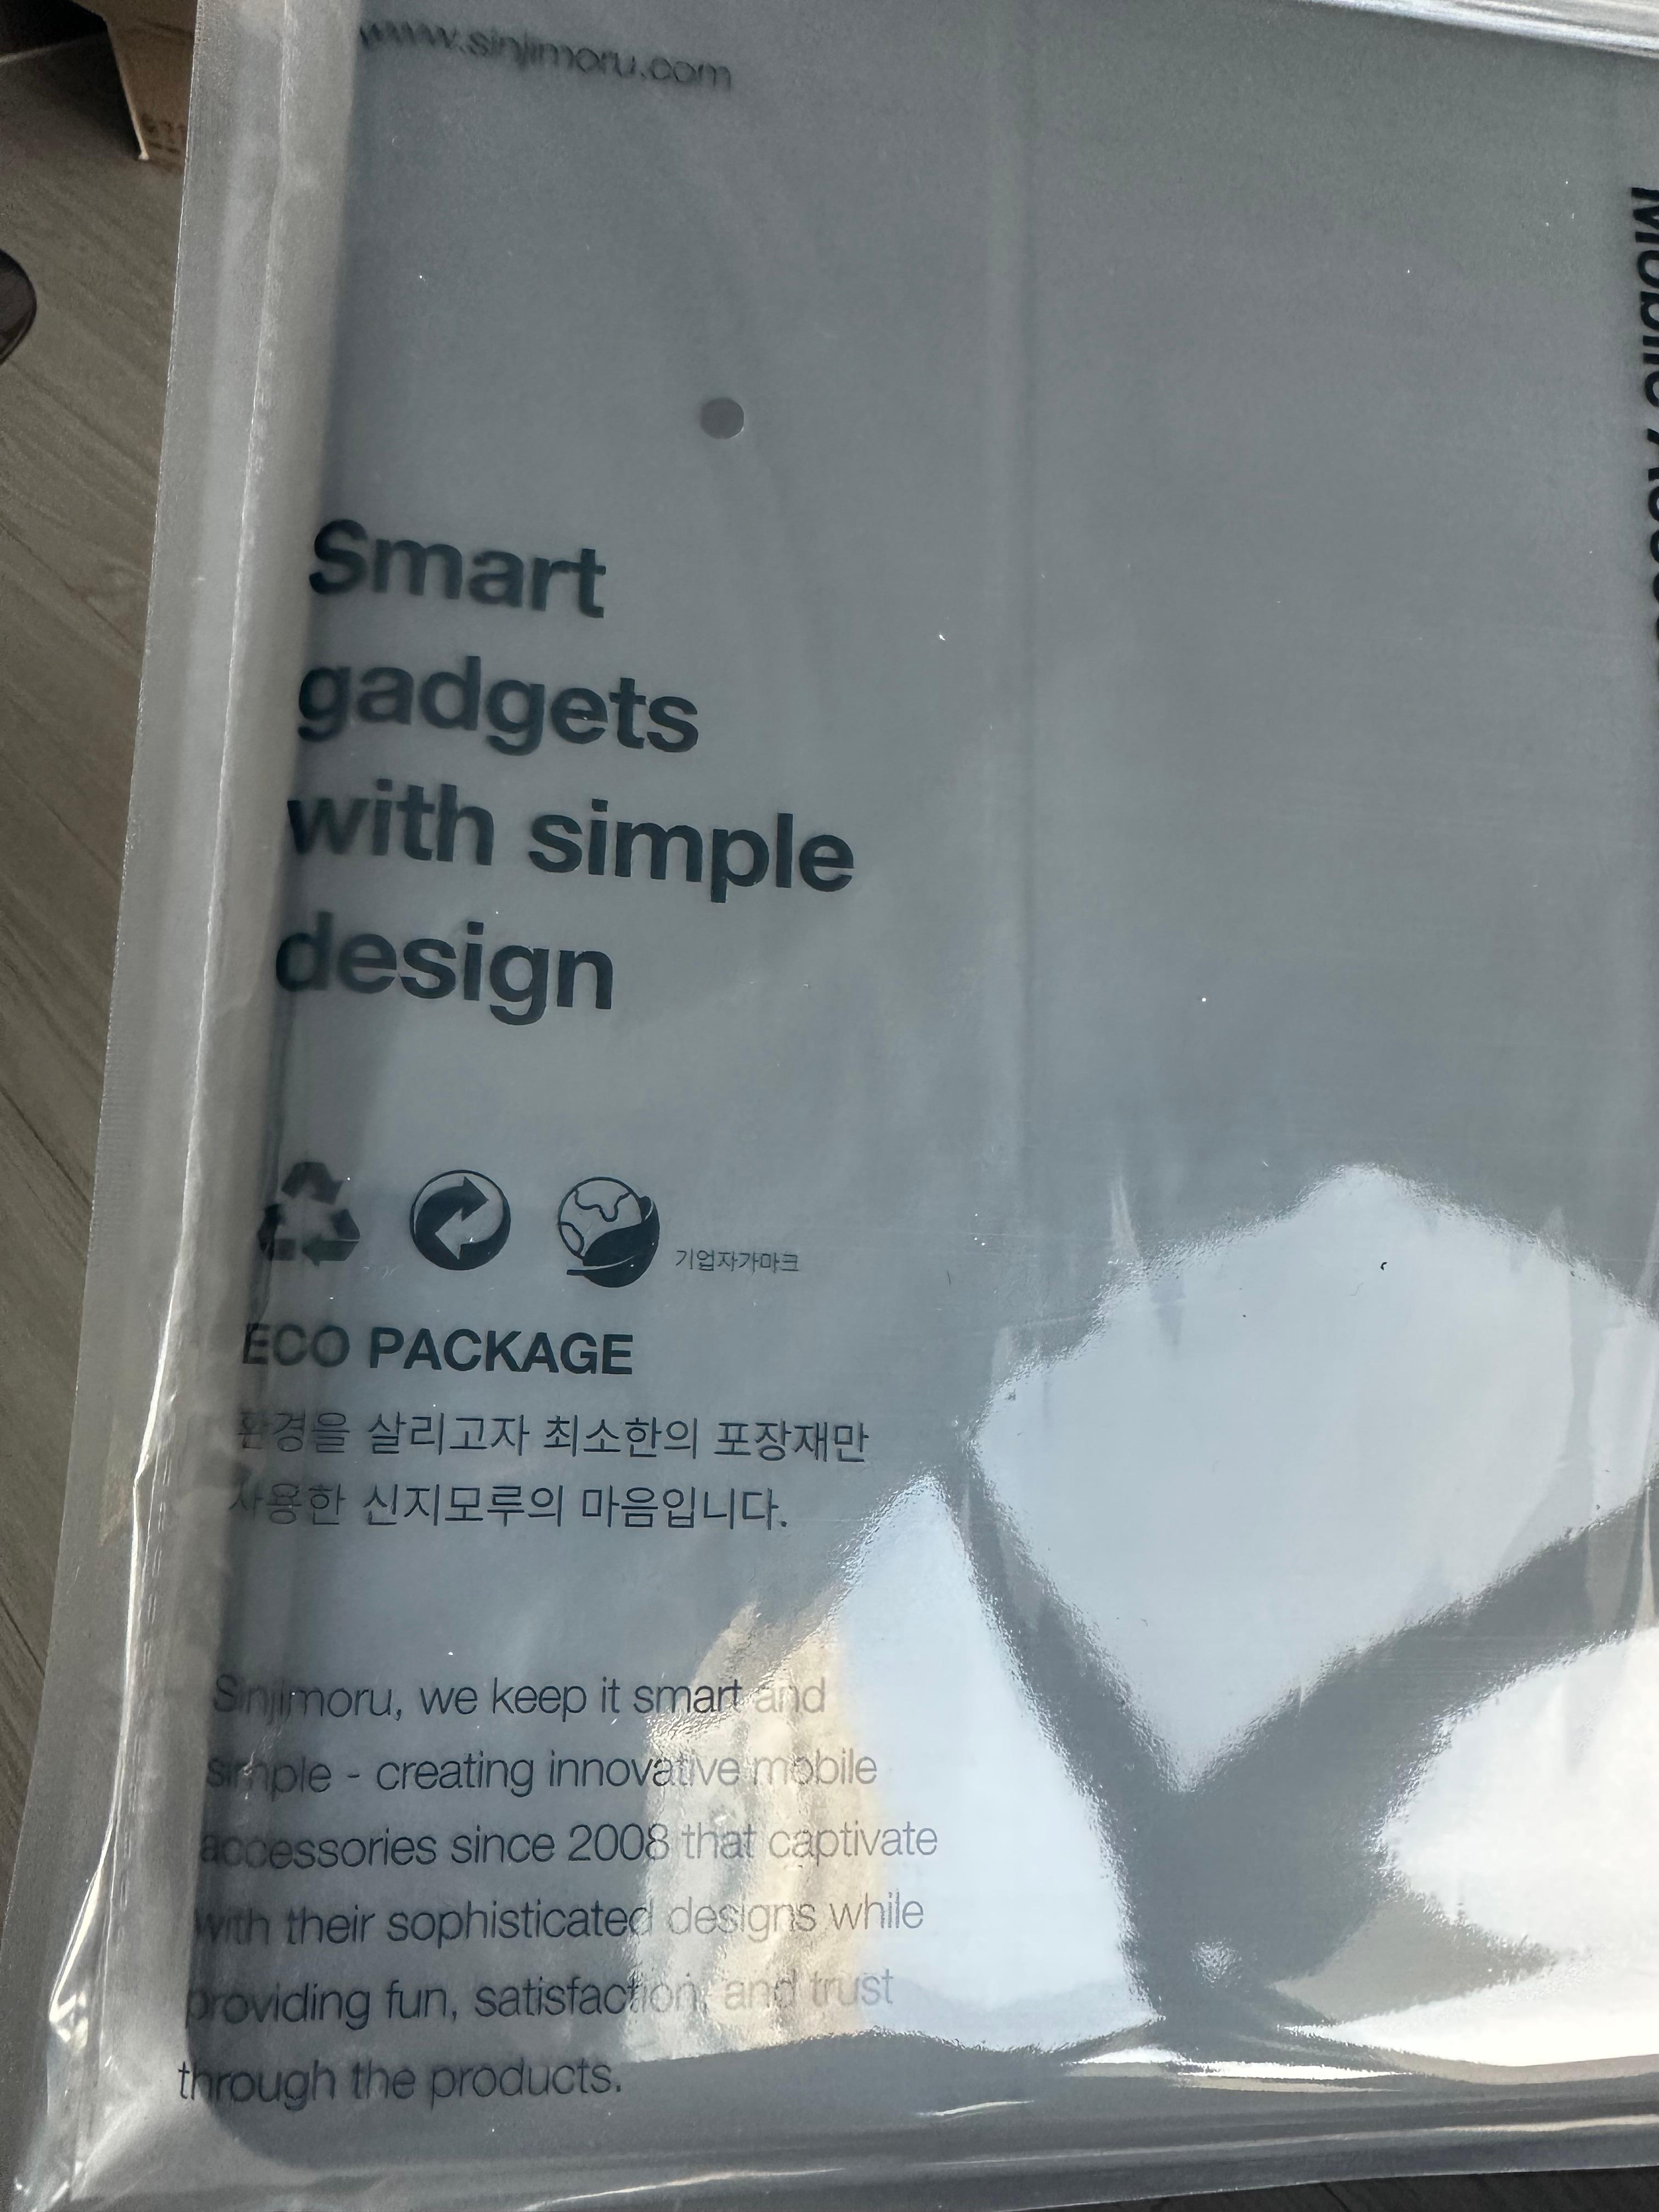 www.sinjimoru.com
Smart
gadgets
with simple
design
기업자가마크
ECO PACKAGE
환경을 살리고자 최소한의 포장재만
사용한 신지모루의 마음입니다.
Sinjimoru, we keep it smart and
simple - creating innovative mobile
accessories since 2008 that captivate
with their sophisticated designs while
providing fun, satisfaction, and trust
through the products.
Mobile